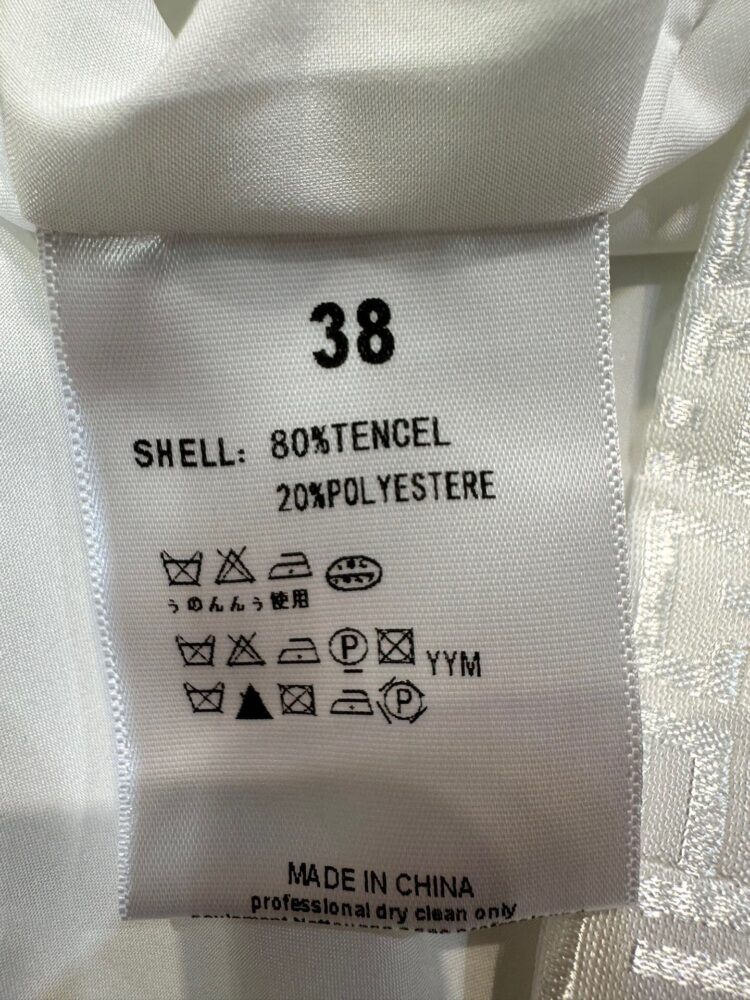 38
SHELL: 80%TENCEL
20%POLYESTERE
ぅのんんぅ使用
P
YYM
P
MADE IN CHINA
professional dry clean only